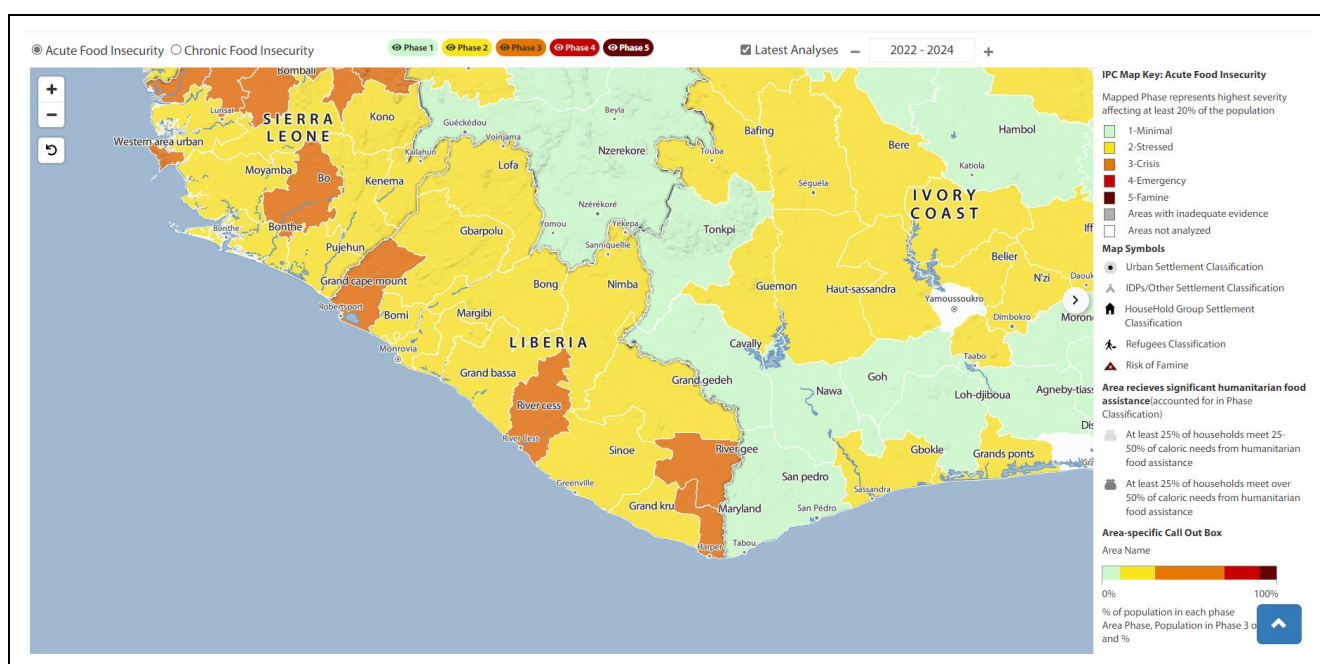 Acute Food Insecurity Chronic Food Insecurity
Phase 1 Phase 2 Phase 3 Phase 4 Phase 5
Latest Analyses − 2022 - 2024 +
+
−
Bombali
Lunsar
SIERRA
LEONE
Kono
Western area urban
Moyamba
Bo
Kenema
Kailahun
Guéckédou
Voinjama
Lofa
Bonthe
Bonthe
Pujehun
Gbarpolu
Grand cape mount
Robertsport
Bomi
Margibi
Bong
Monrovia
LIBERIA
Grand bassa
River cess
River Cess
Nimba
Sanniquellie
Yekepa
Yomou
Nzérékoré
Nzerekore
Beyla
Touba
Bafing
Tonkpi
Séguéla
Bere
Hambol
Katiola
IVORY
COAST
Iff
Belier
N'zi
Daouk
Guemon
Haut-sassandra
Yamoussoukro
Dimbokro
Moron
Cavally
Taabo
Grand gedeh
Nawa
Goh
Loh-djiboua
Agneby-tiass
Dis
Sinoe
River gee
Gbokle
Grands ponts
Grá
Greenville
San pedro
Sassandra
Grand kru
Maryland
San Pédro
Harper
Tabou
IPC Map Key: Acute Food Insecurity
Mapped Phase represents highest severity
affecting at least 20% of the population
1-Minimal
2-Stressed
3-Crisis
4-Emergency
5-Famine
Areas with inadequate evidence
Areas not analyzed
Map Symbols
Urban Settlement Classification
IDPs/Other Settlement Classification
HouseHold Group Settlement
Classification
Refugees Classification
Risk of Famine
Area recieves significant humanitarian food
assistance(accounted for in Phase
Classification)
At least 25% of households meet 25-
50% of caloric needs from humanitarian
food assistance
At least 25% of households meet over
50% of caloric needs from humanitarian
food assistance
Area-specific Call Out Box
Area Name
0% 100%
% of population in each phase
Area Phase, Population in Phase 3 o
and %